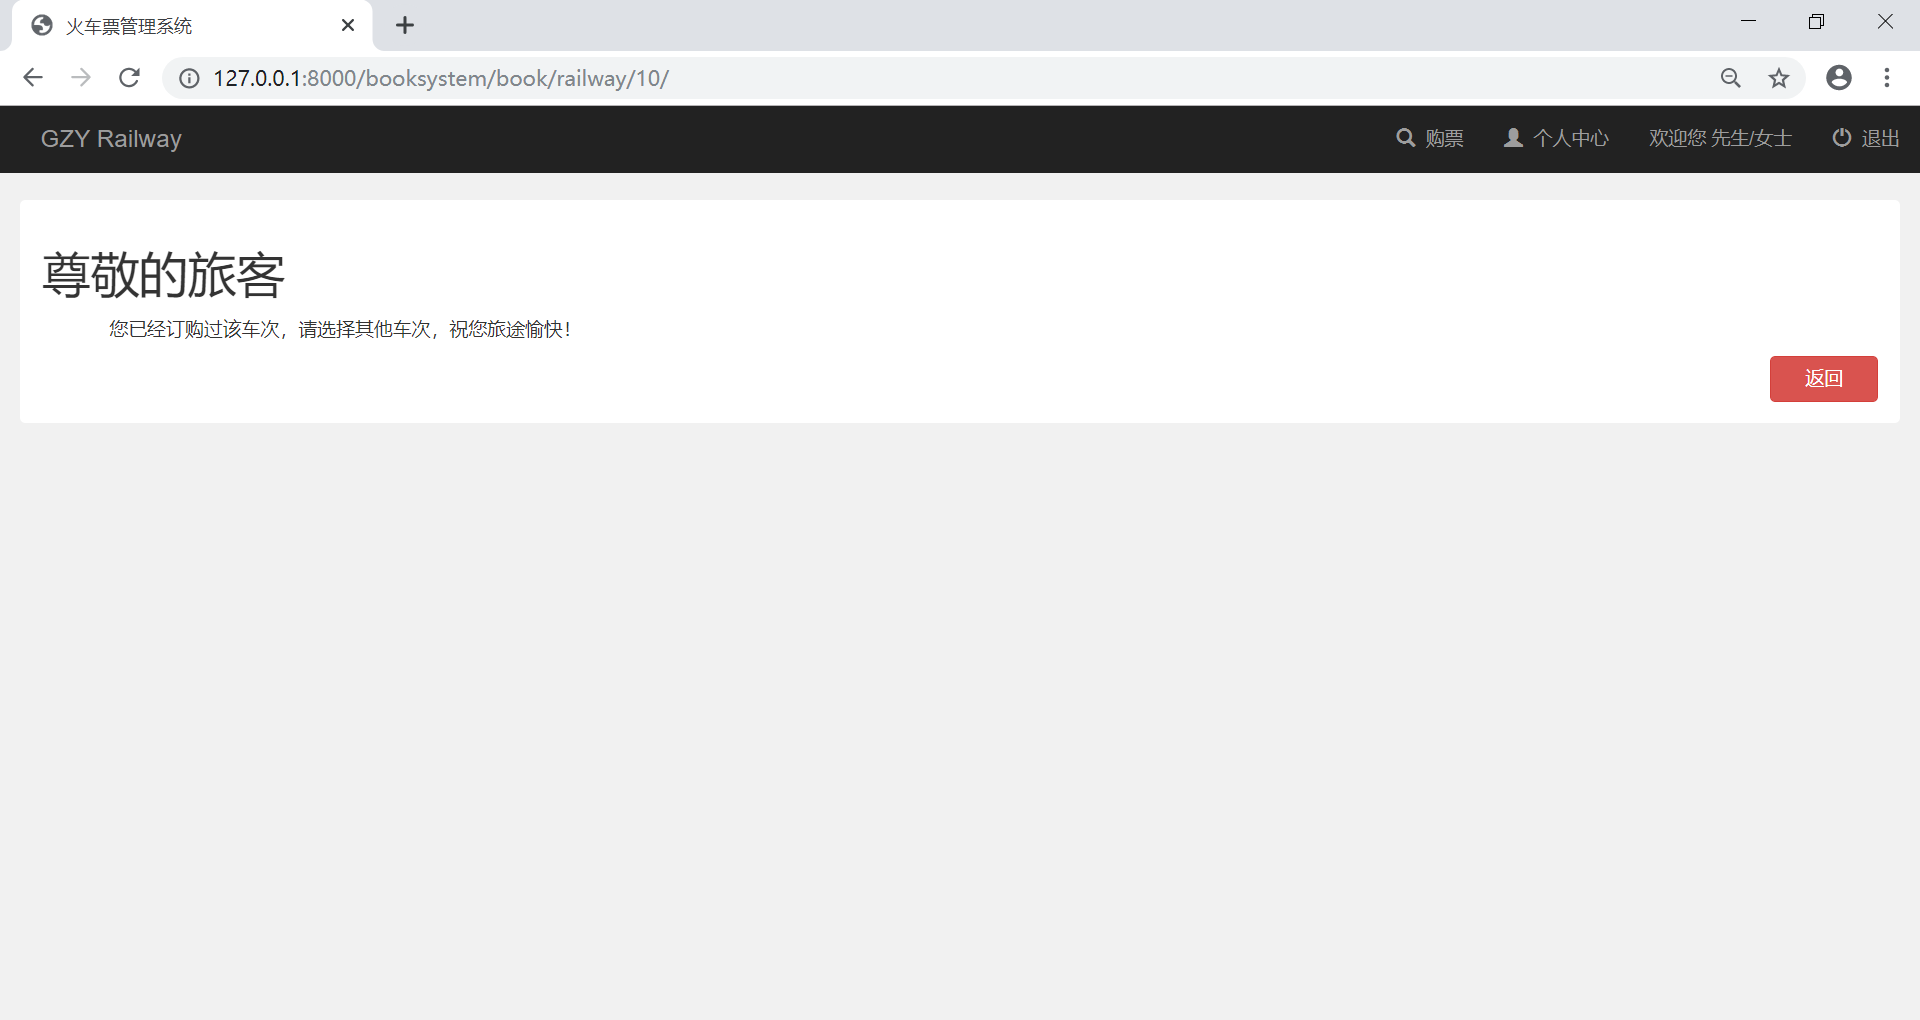 火车票管理系统
127.0.0.1:8000/booksystem/book/railway/10/
GZY Railway 购票 个人中心 欢迎您 先生/女士 退出
尊敬的旅客
您已经订购过该车次，请选择其他车次，祝您旅途愉快！
返回